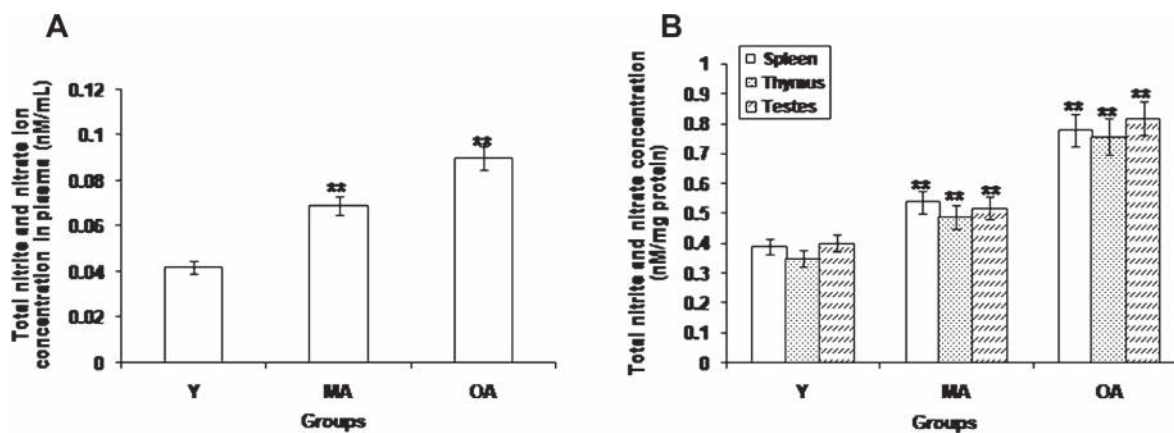 A
Total nitrite and nitrate ion
concentration in plasma (nM/mL)
0.12
0.1
0.08
0.06
0.04
0.02
0
**
**
Y
MA
OA
Groups
B
Total nitrite and nitrate concentration
(nM/mg protein)
1
0.9
0.8
0.7
0.6
0.5
0.4
0.3
0.2
0.1
0
Spleen
Thymus
Testes
** ** **
** ** **
Y
MA
OA
Groups